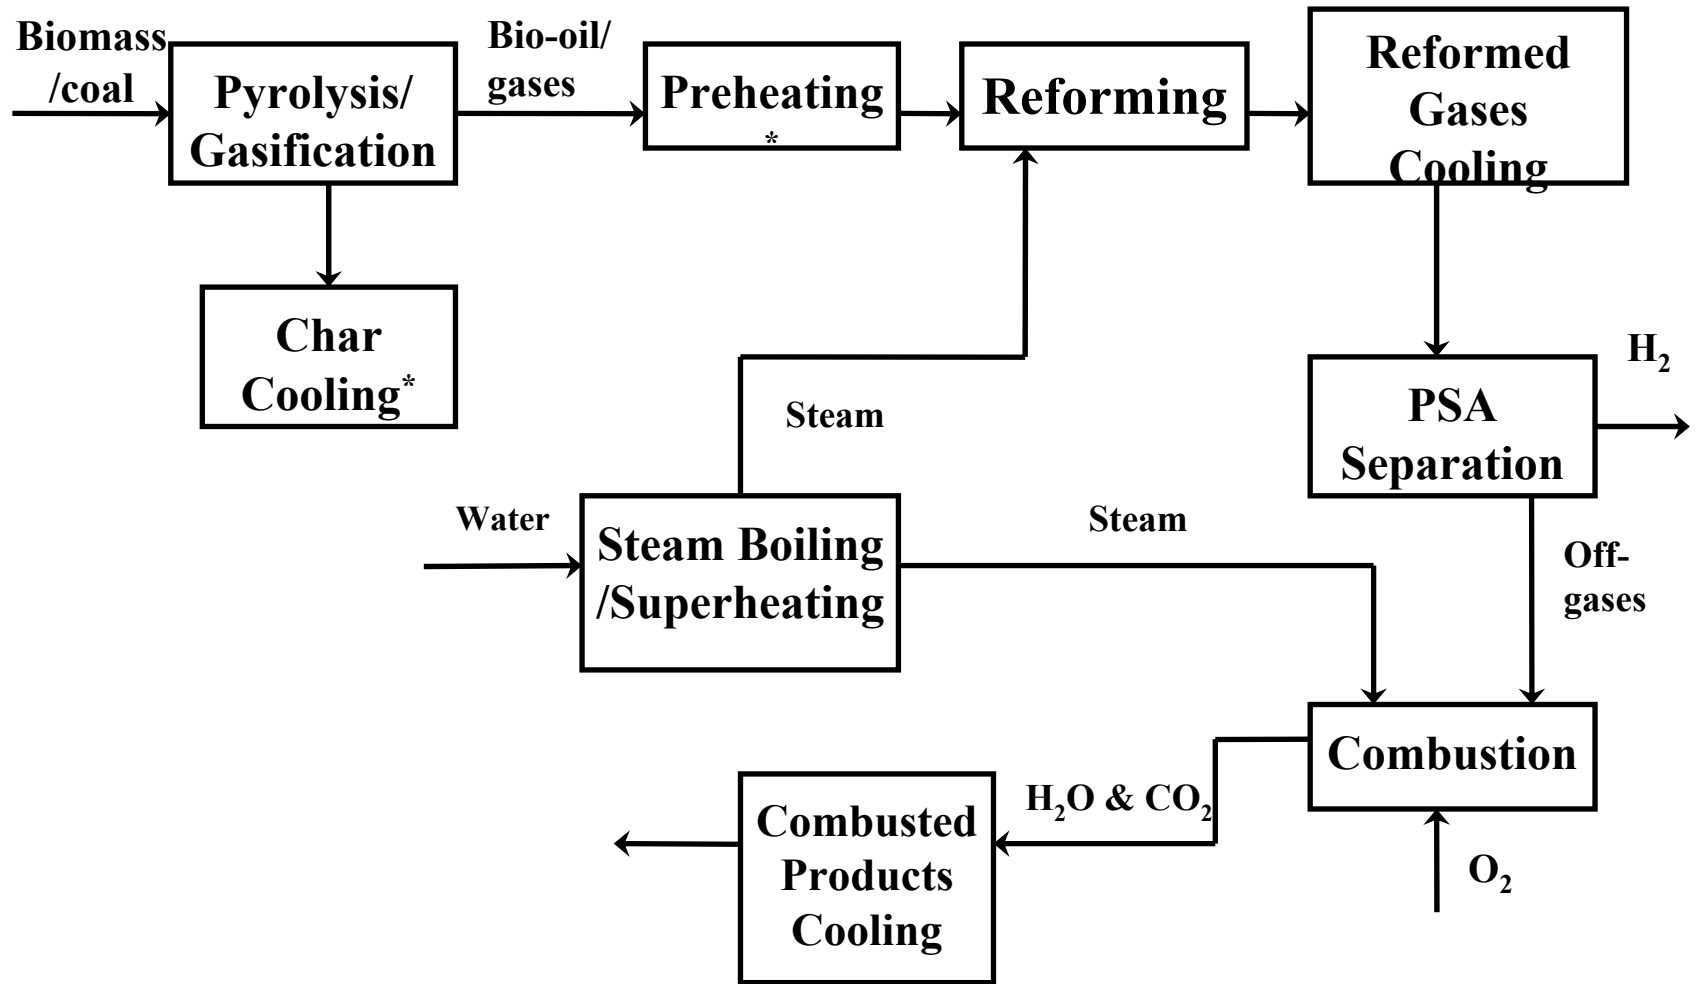 Biomass
/coal
Pyrolysis/
Gasification
Bio-oil/
gases
Preheating
*
Reforming
Reformed
Gases
Cooling
Char
Cooling*
Steam
H₂
PSA
Separation
Water
Steam Boiling
/Superheating
Steam
Off-
gases
Combustion
H₂O & CO₂
Combusted
Products
Cooling
O₂